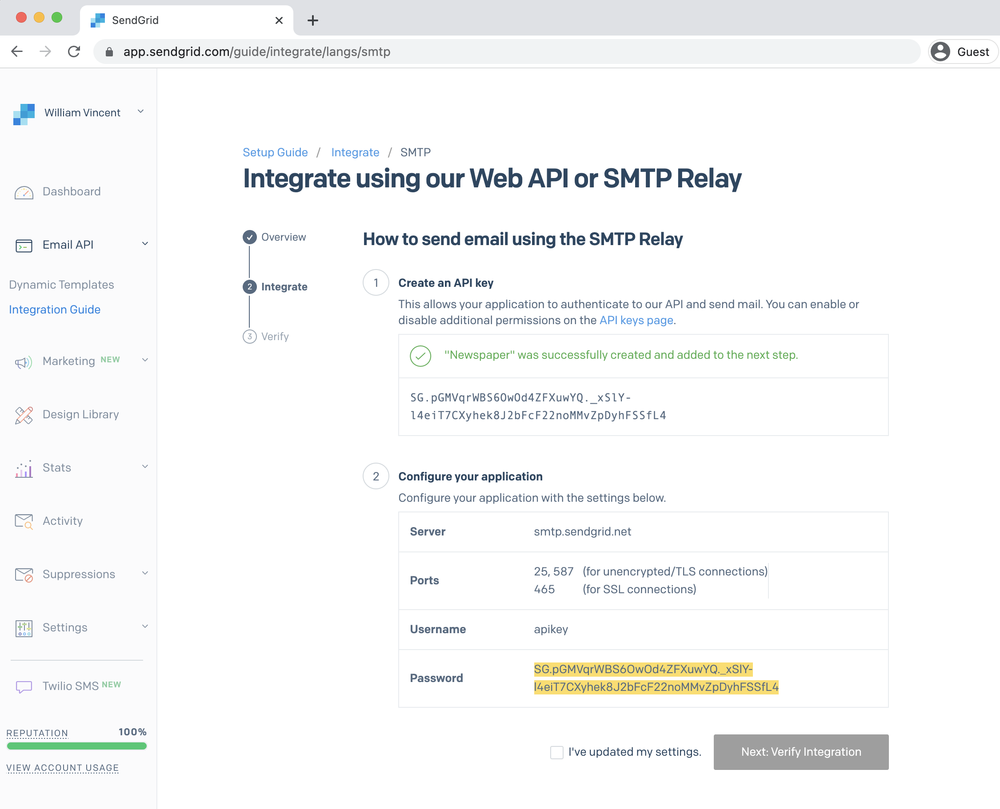 SendGrid
app.sendgrid.com/guide/integrate/langs/smtp
Guest
William Vincent
Dashboard
Email API
Dynamic Templates
Integration Guide
Marketing NEW
Design Library
Stats
Activity
Suppressions
Settings
Twilio SMS NEW
REPUTATION 100%
VIEW ACCOUNT USAGE
Setup Guide / Integrate / SMTP
Integrate using our Web API or SMTP Relay
Overview
2 Integrate
3 Verify
How to send email using the SMTP Relay
1 Create an API key
This allows your application to authenticate to our API and send mail. You can enable or
disable additional permissions on the API keys page.
"Newspaper" was successfully created and added to the next step.
SG.pGMVqrWBS6OwOd4ZFXuwYQ._xSlY-
l4eiT7CXyhek8J2bFcF22noMMvZpDyhFSSfL4
2 Configure your application
Configure your application with the settings below.
Server smtp.sendgrid.net
Ports
25, 587 (for unencrypted/TLS connections)
465 (for SSL connections)
Username apikey
Password
SG.pGMVqrWBS6OwOd4ZFXuwYQ._xSlY-
l4eiT7CXyhek8J2bFcF22noMMvZpDyhFSSfL4
I've updated my settings.
Next: Verify Integration